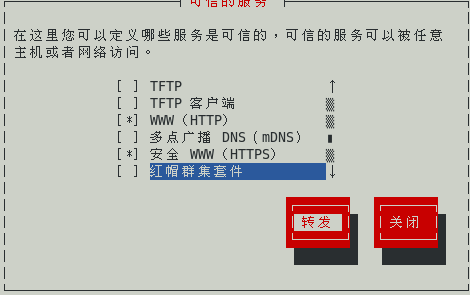 可信的服务
在这里您可以定义哪些服务是可信的，可信的服务可以被任意
主机或者网络访问。
[ ] TFTP ↑
[ ] TFTP 客户端
[*] WWW（HTTP）
[ ] 多点广播 DNS（mDNS）
[*] 安全 WWW（HTTPS）
[ ] 红帽群集套件 ↓
转发 关闭